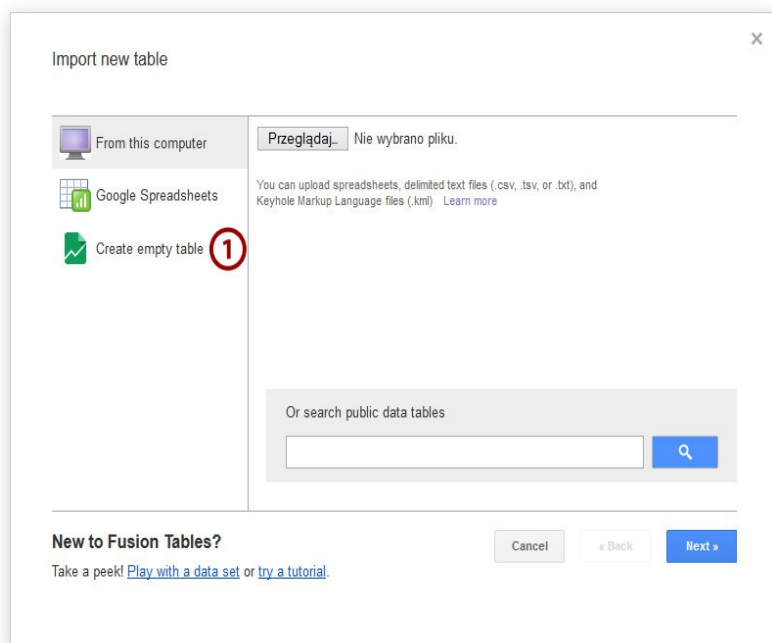 ×
Import new table
From this computer
Przeglądaj... Nie wybrano pliku.
Google Spreadsheets
You can upload spreadsheets, delimited text files (.csv, .tsv, or .txt), and
Keyhole Markup Language files (.kml) Learn more
Create empty table 1
Or search public data tables
New to Fusion Tables?
Cancel « Back Next »
Take a peek! Play with a data set or try a tutorial.